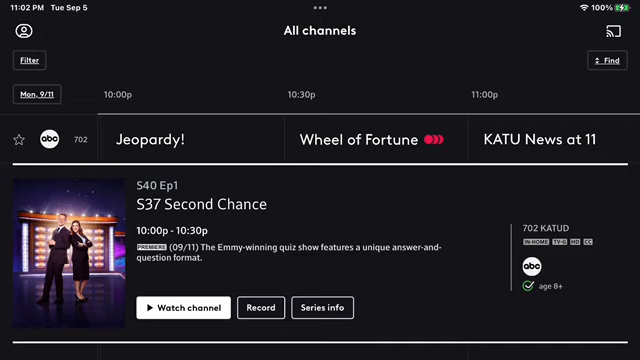 11:02 PM Tue Sep 5
100%
All channels
Filter
Find
Mon, 9/11
10:00p
10:30p
11:00p
abc
702
Jeopardy!
Wheel of Fortune
KATU News at 11
S40 Ep1
S37 Second Chance
10:00p - 10:30p
PREMIERE (09/11) The Emmy-winning quiz show features a unique answer-and-
question format.
702 KATUD
IN-HOME TV-G HD CC
abc
age 8+
Watch channel
Record
Series info